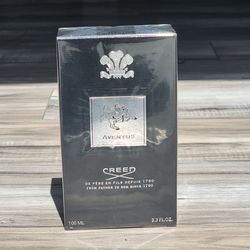 AVENTUS
CREED
DE PÈRE EN FILS DEPUIS 1760
FROM FATHER TO SON SINCE 1760
100 ML 3.3 FL.OZ.